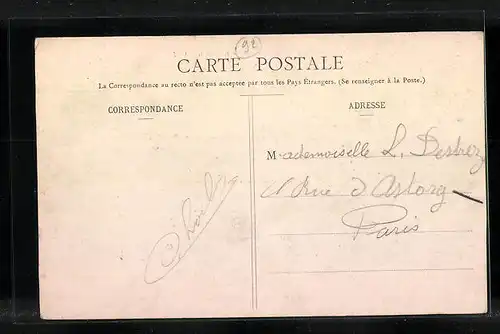 92
CARTE POSTALE
La Correspondance au recto n'est pas acceptée par tous les Pays Étrangers. (Se renseigner à la Poste.)
CORRESPONDANCE
ADRESSE
Mademoiselle L. Destrez
Rue d'Astorg
Paris